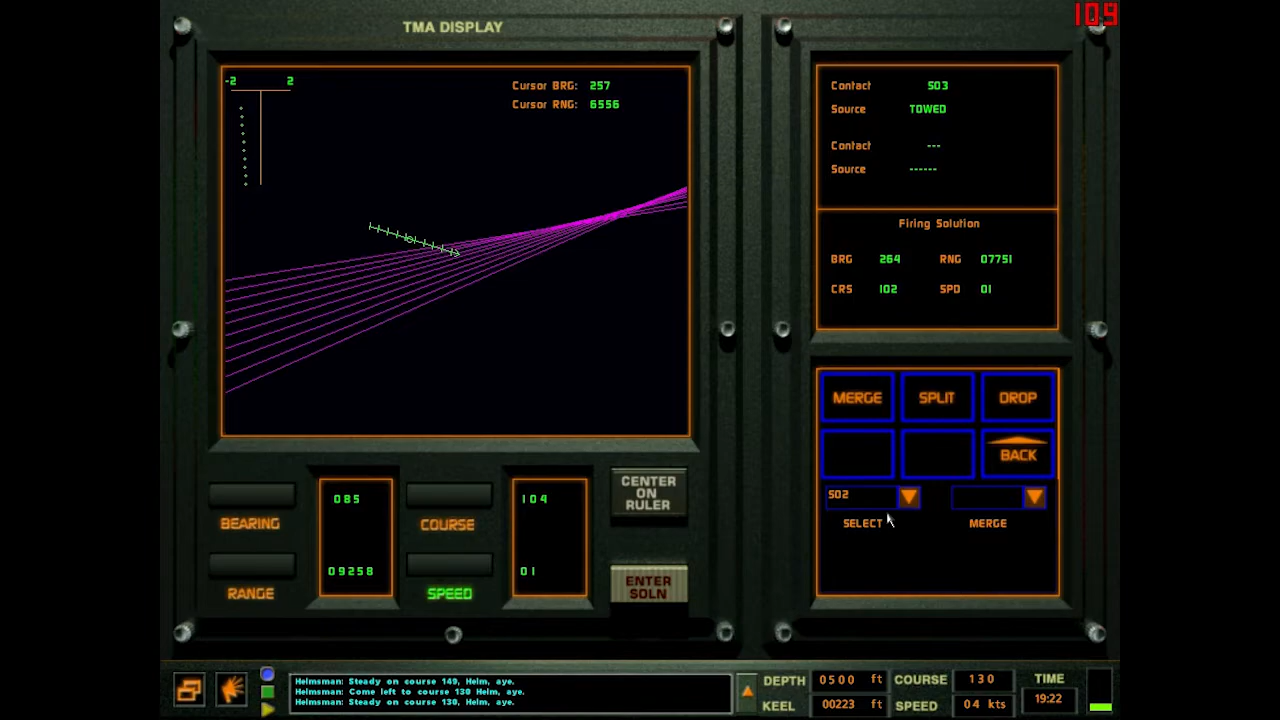 109
TMA DISPLAY
-2 2
Cursor BRG: 257
Cursor RNG: 6556
Contact S03
Source TOWED
Contact ---
Source ------
Firing Solution
BRG 264 RNG 07751
CRS 102 SPD 01
MERGE SPLIT DROP
BACK
S02
SELECT MERGE
085
BEARING
09258
RANGE
104
COURSE
01
SPEED
CENTER
ON
RULER
ENTER
SOLN
Helmsman: Steady on course 149, Helm, aye.
Helmsman: Come left to course 130 Helm, aye.
Helmsman: Steady on course 130, Helm, aye.
DEPTH 0500 ft COURSE 130 TIME
KEEL 00223 ft SPEED 04 kts 19:22